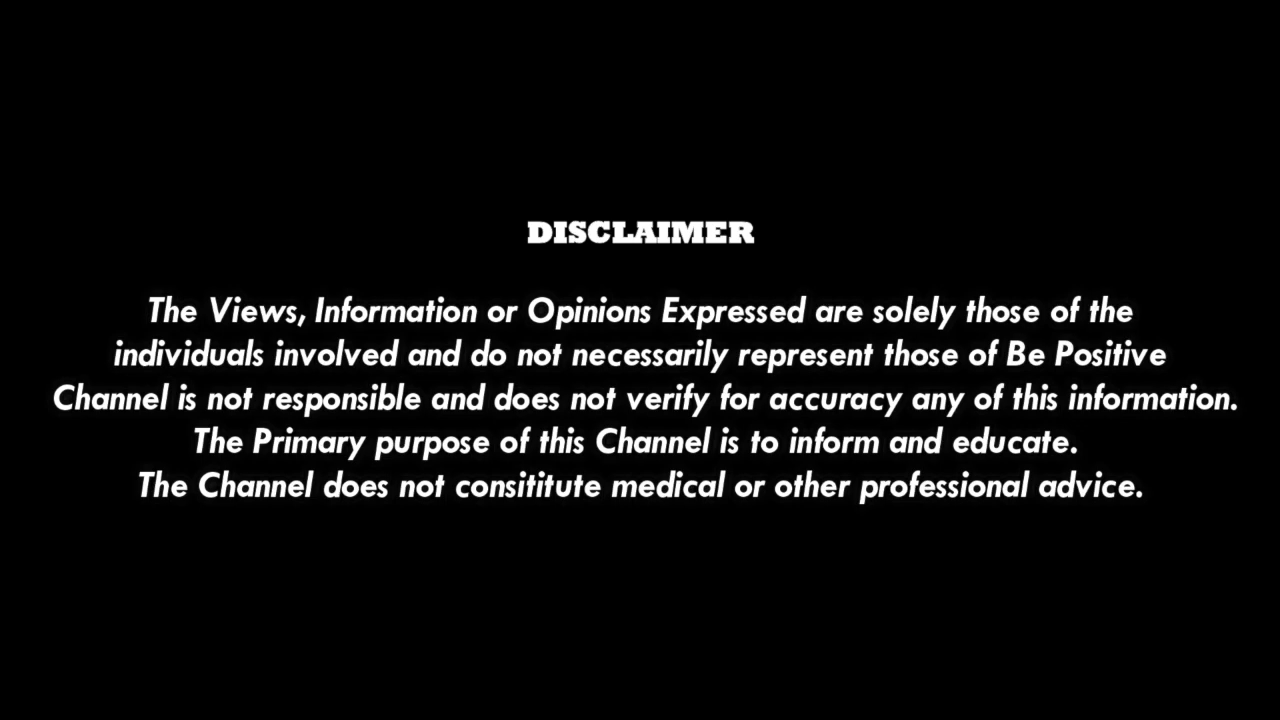 DISCLAIMER
The Views, Information or Opinions Expressed are solely those of the
individuals involved and do not necessarily represent those of Be Positive
Channel is not responsible and does not verify for accuracy any of this information.
The Primary purpose of this Channel is to inform and educate.
The Channel does not consititute medical or other professional advice.